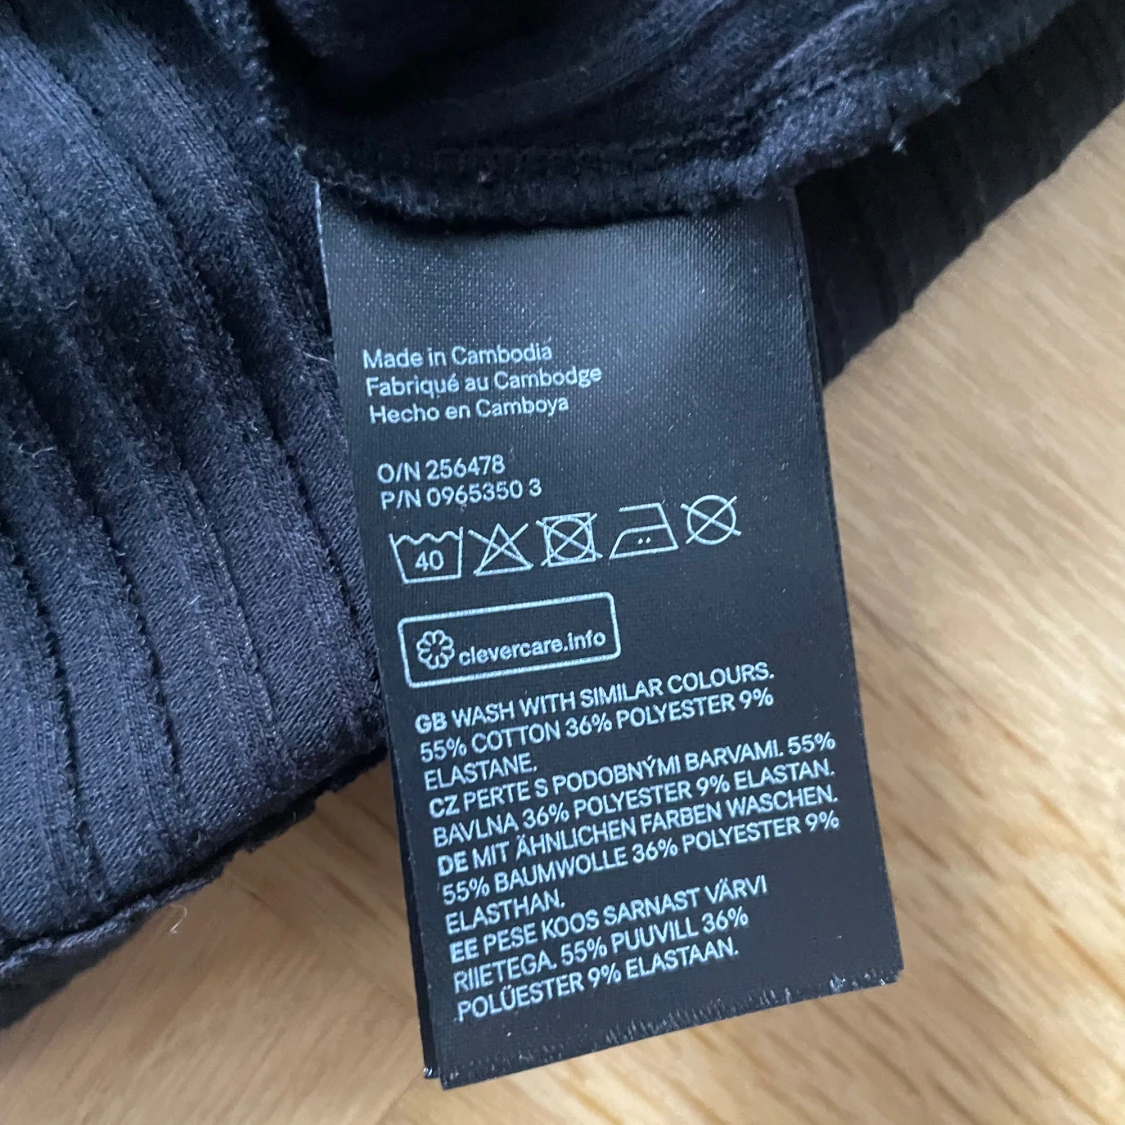 Made in Cambodia
Fabriqué au Cambodge
Hecho en Camboya
O/N 256478
P/N 0965350 3
40
clevercare.info
GB WASH WITH SIMILAR COLOURS.
55% COTTON 36% POLYESTER 9%
ELASTANE.
CZ PERTE S PODOBNÝMI BARVAMI. 55%
BAVLNA 36% POLYESTER 9% ELASTAN.
DE MIT ÄHNLICHEN FARBEN WASCHEN.
55% BAUMWOLLE 36% POLYESTER 9%
ELASTHAN.
EE PESE KOOS SARNAST VÄRVI
RIIETEGA. 55% PUUVILL 36%
POLÜESTER 9% ELASTAAN.